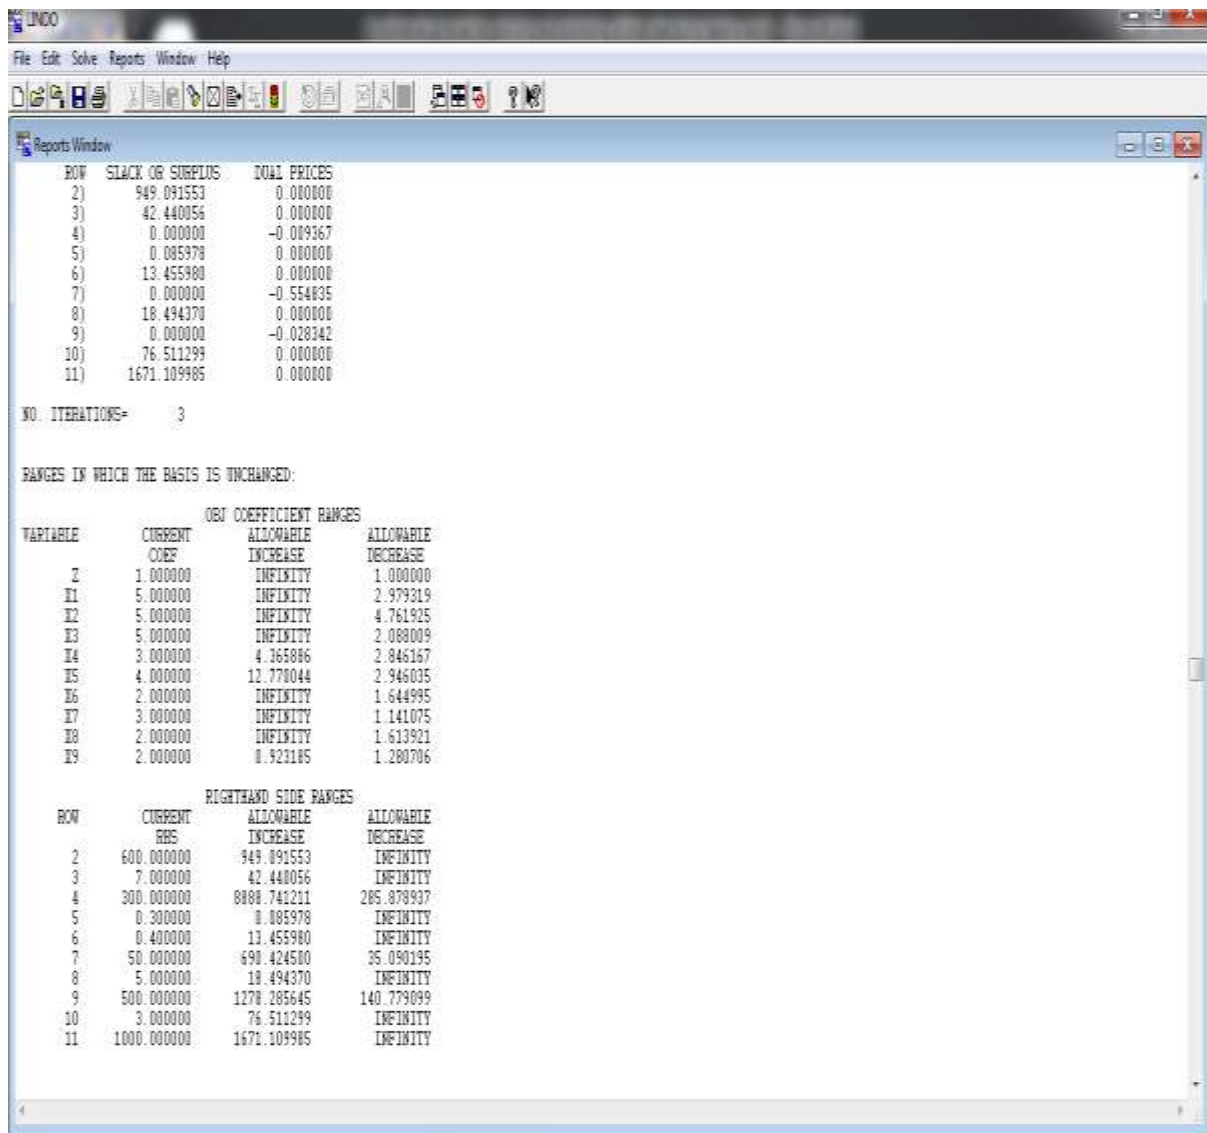 LINDO
File Edit Solve Reports Window Help
Reports Window
ROW SLACK OR SURPLUS DUAL PRICES
2) 949.091553 0.000000
3) 42.440056 0.000000
4) 0.000000 -0.009367
5) 0.085978 0.000000
6) 13.455980 0.000000
7) 0.000000 -0.554835
8) 18.494370 0.000000
9) 0.000000 -0.028342
10) 76.511299 0.000000
11) 1671.109985 0.000000
NO. ITERATIONS= 3
RANGES IN WHICH THE BASIS IS UNCHANGED:
OBJ COEFFICIENT RANGES
VARIABLE CURRENT ALLOWABLE ALLOWABLE
COEF INCREASE DECREASE
Z 1.000000 INFINITY 1.000000
X1 5.000000 INFINITY 2.979319
X2 5.000000 INFINITY 4.761925
X3 5.000000 INFINITY 2.088009
X4 3.000000 4.365886 2.846167
X5 4.000000 12.778044 2.946035
X6 2.000000 INFINITY 1.644995
X7 3.000000 INFINITY 1.141075
X8 2.000000 INFINITY 1.613921
X9 2.000000 0.923185 1.280706
RIGHTHAND SIDE RANGES
ROW CURRENT ALLOWABLE ALLOWABLE
RHS INCREASE DECREASE
2 600.000000 949.091553 INFINITY
3 7.000000 42.440056 INFINITY
4 300.000000 285.878937
5 0.300000 0.085978 INFINITY
6 0.400000 13.455980 INFINITY
7 50.000000 35.090195
8 5.000000 18.494370 INFINITY
9 500.000000 1278.285645 140.779099
10 3.000000 76.511299 INFINITY
11 1000.000000 1671.109985 INFINITY